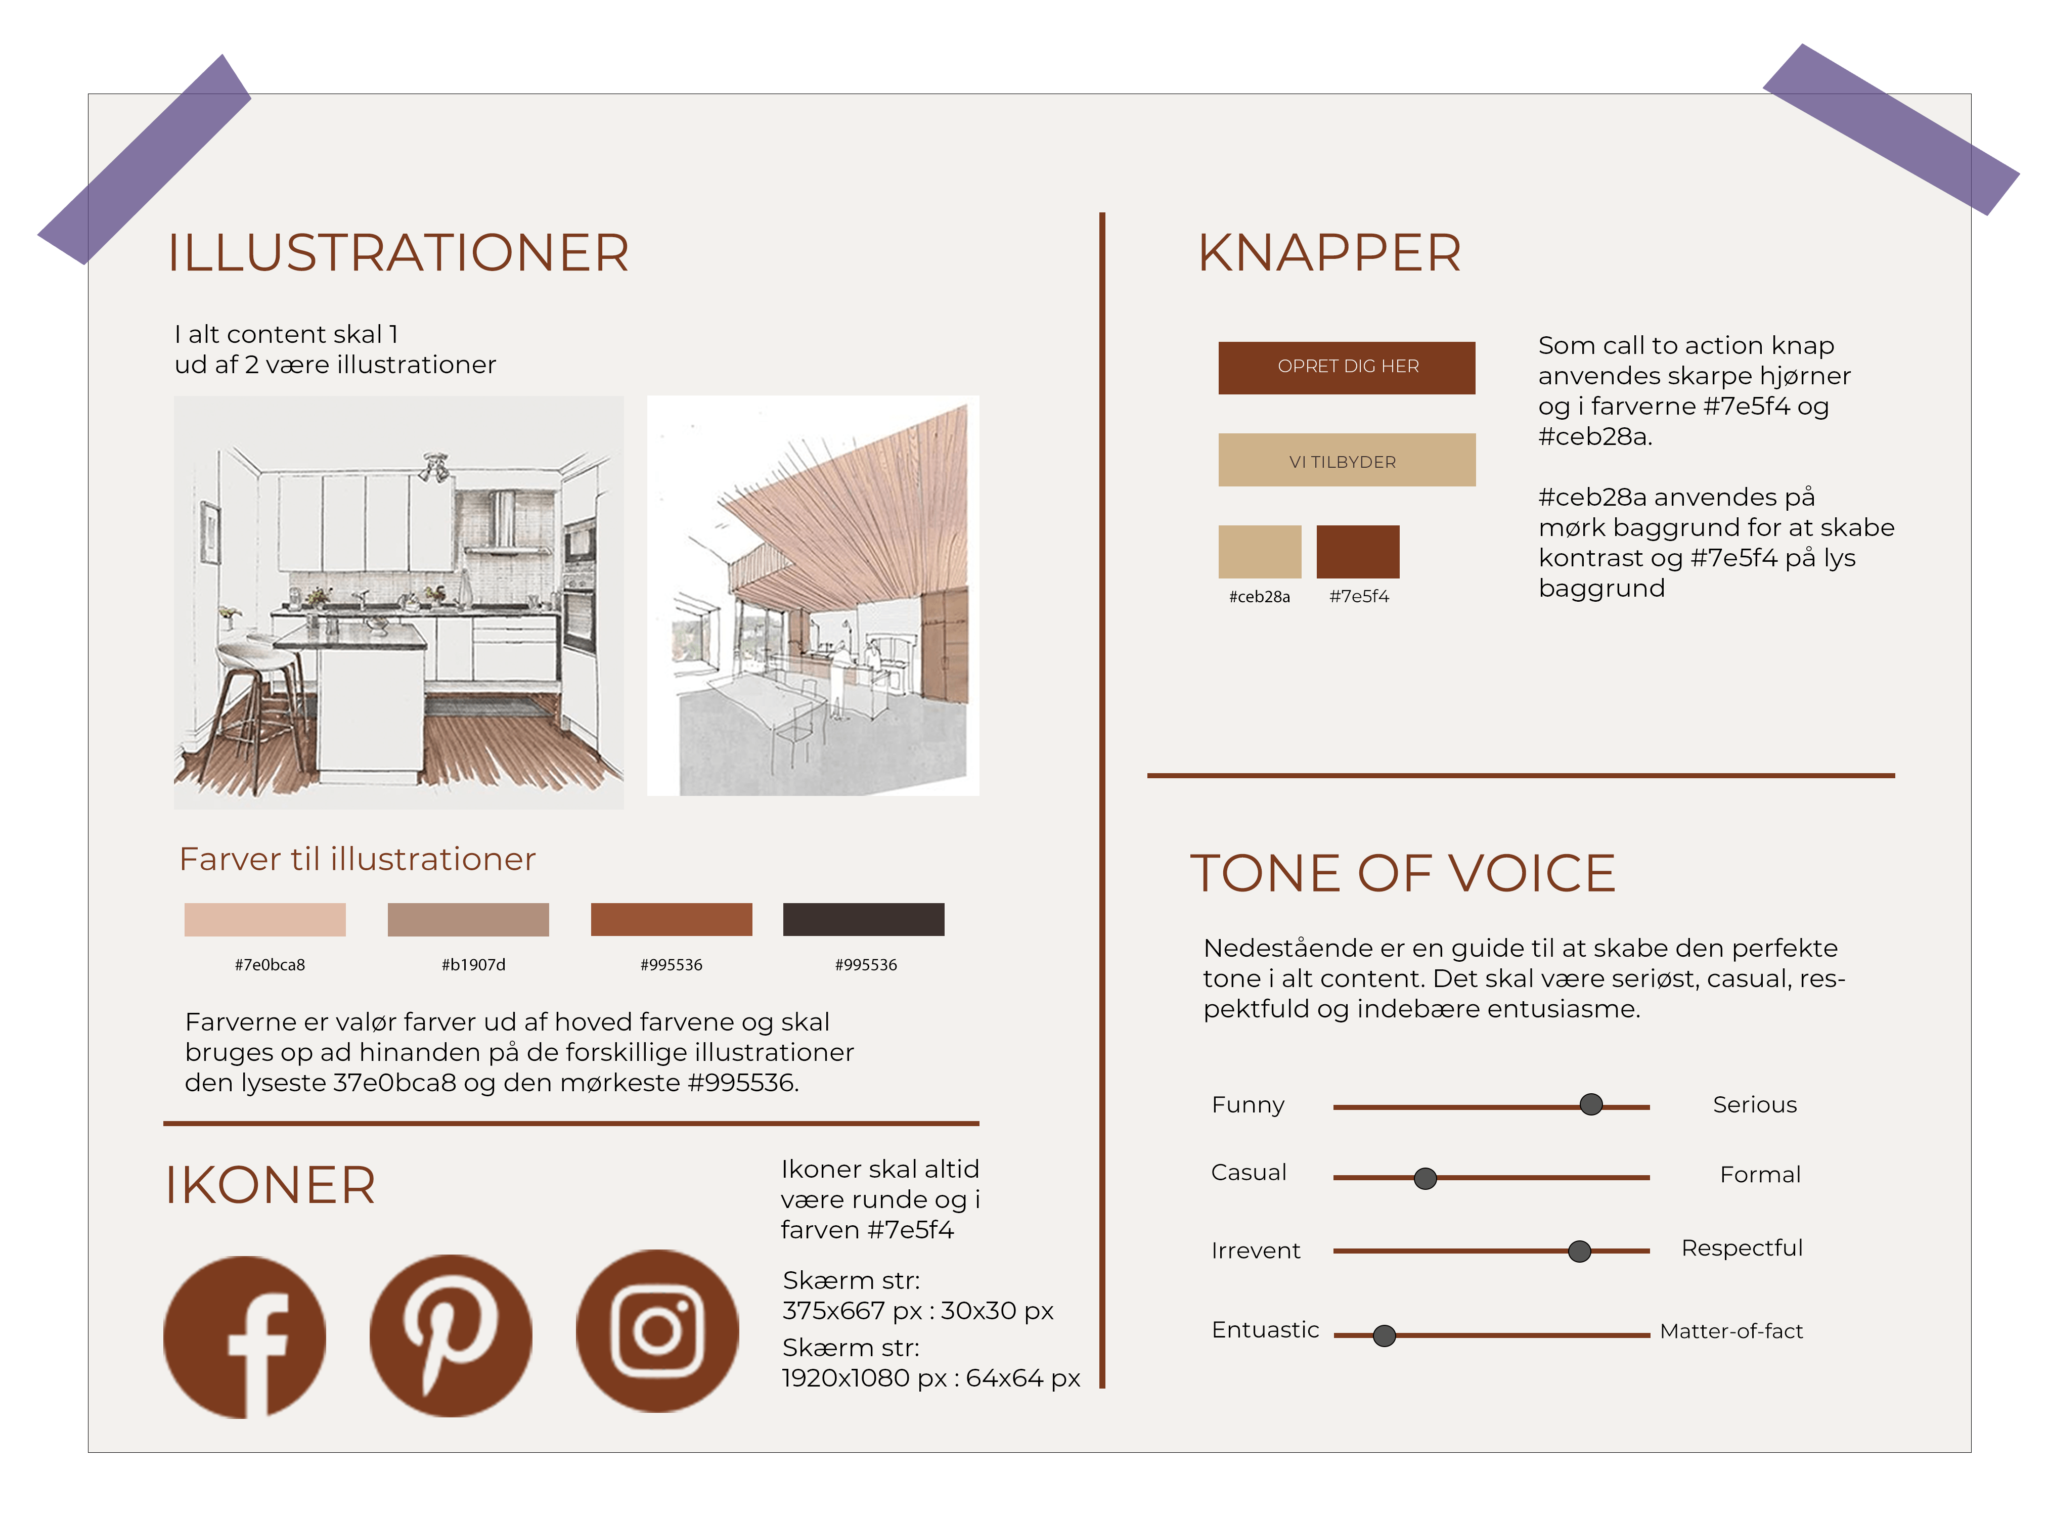 ILLUSTRATIONER
I alt content skal 1
ud af 2 være illustrationer
Farver til illustrationer
#7e0bca8
#b1907d
#995536
#995536
Farverne er valør farver ud af hoved farvene og skal
bruges op ad hinanden på de forskillige illustrationer
den lyseste 37e0bca8 og den mørkeste #995536.
IKONER
Ikoner skal altid
være runde og i
farven #7e5f4
Skærm str:
375x667 px : 30x30 px
Skærm str:
1920x1080 px : 64x64 px
KNAPPER
OPRET DIG HER
VI TILBYDER
#ceb28a
#7e5f4
Som call to action knap
anvendes skarpe hjørner
og i farverne #7e5f4 og
#ceb28a.
#ceb28a anvendes på
mørk baggrund for at skabe
kontrast og #7e5f4 på lys
baggrund
TONE OF VOICE
Nedestående er en guide til at skabe den perfekte
tone i alt content. Det skal være seriøst, casual, res-
pektfuld og indebære entusiasme.
Funny Serious
Casual Formal
Irrevent Respectful
Entuastic Matter-of-fact